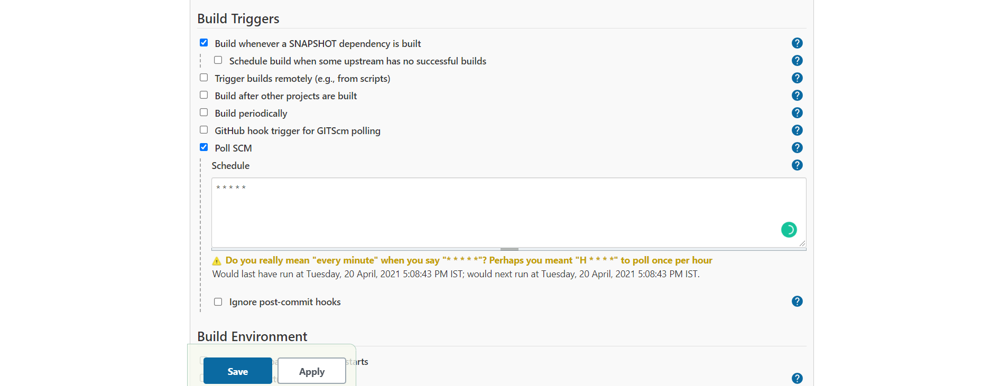 Build Triggers
Build whenever a SNAPSHOT dependency is built
Schedule build when some upstream has no successful builds
Trigger builds remotely (e.g., from scripts)
Build after other projects are built
Build periodically
GitHub hook trigger for GITScm polling
Poll SCM
Schedule
* * * * *
Do you really mean "every minute" when you say "* * * * *"? Perhaps you meant "H * * * *" to poll once per hour
Would last have run at Tuesday, 20 April, 2021 5:08:43 PM IST; would next run at Tuesday, 20 April, 2021 5:08:43 PM IST.
Ignore post-commit hooks
Build Environment
starts
Save Apply